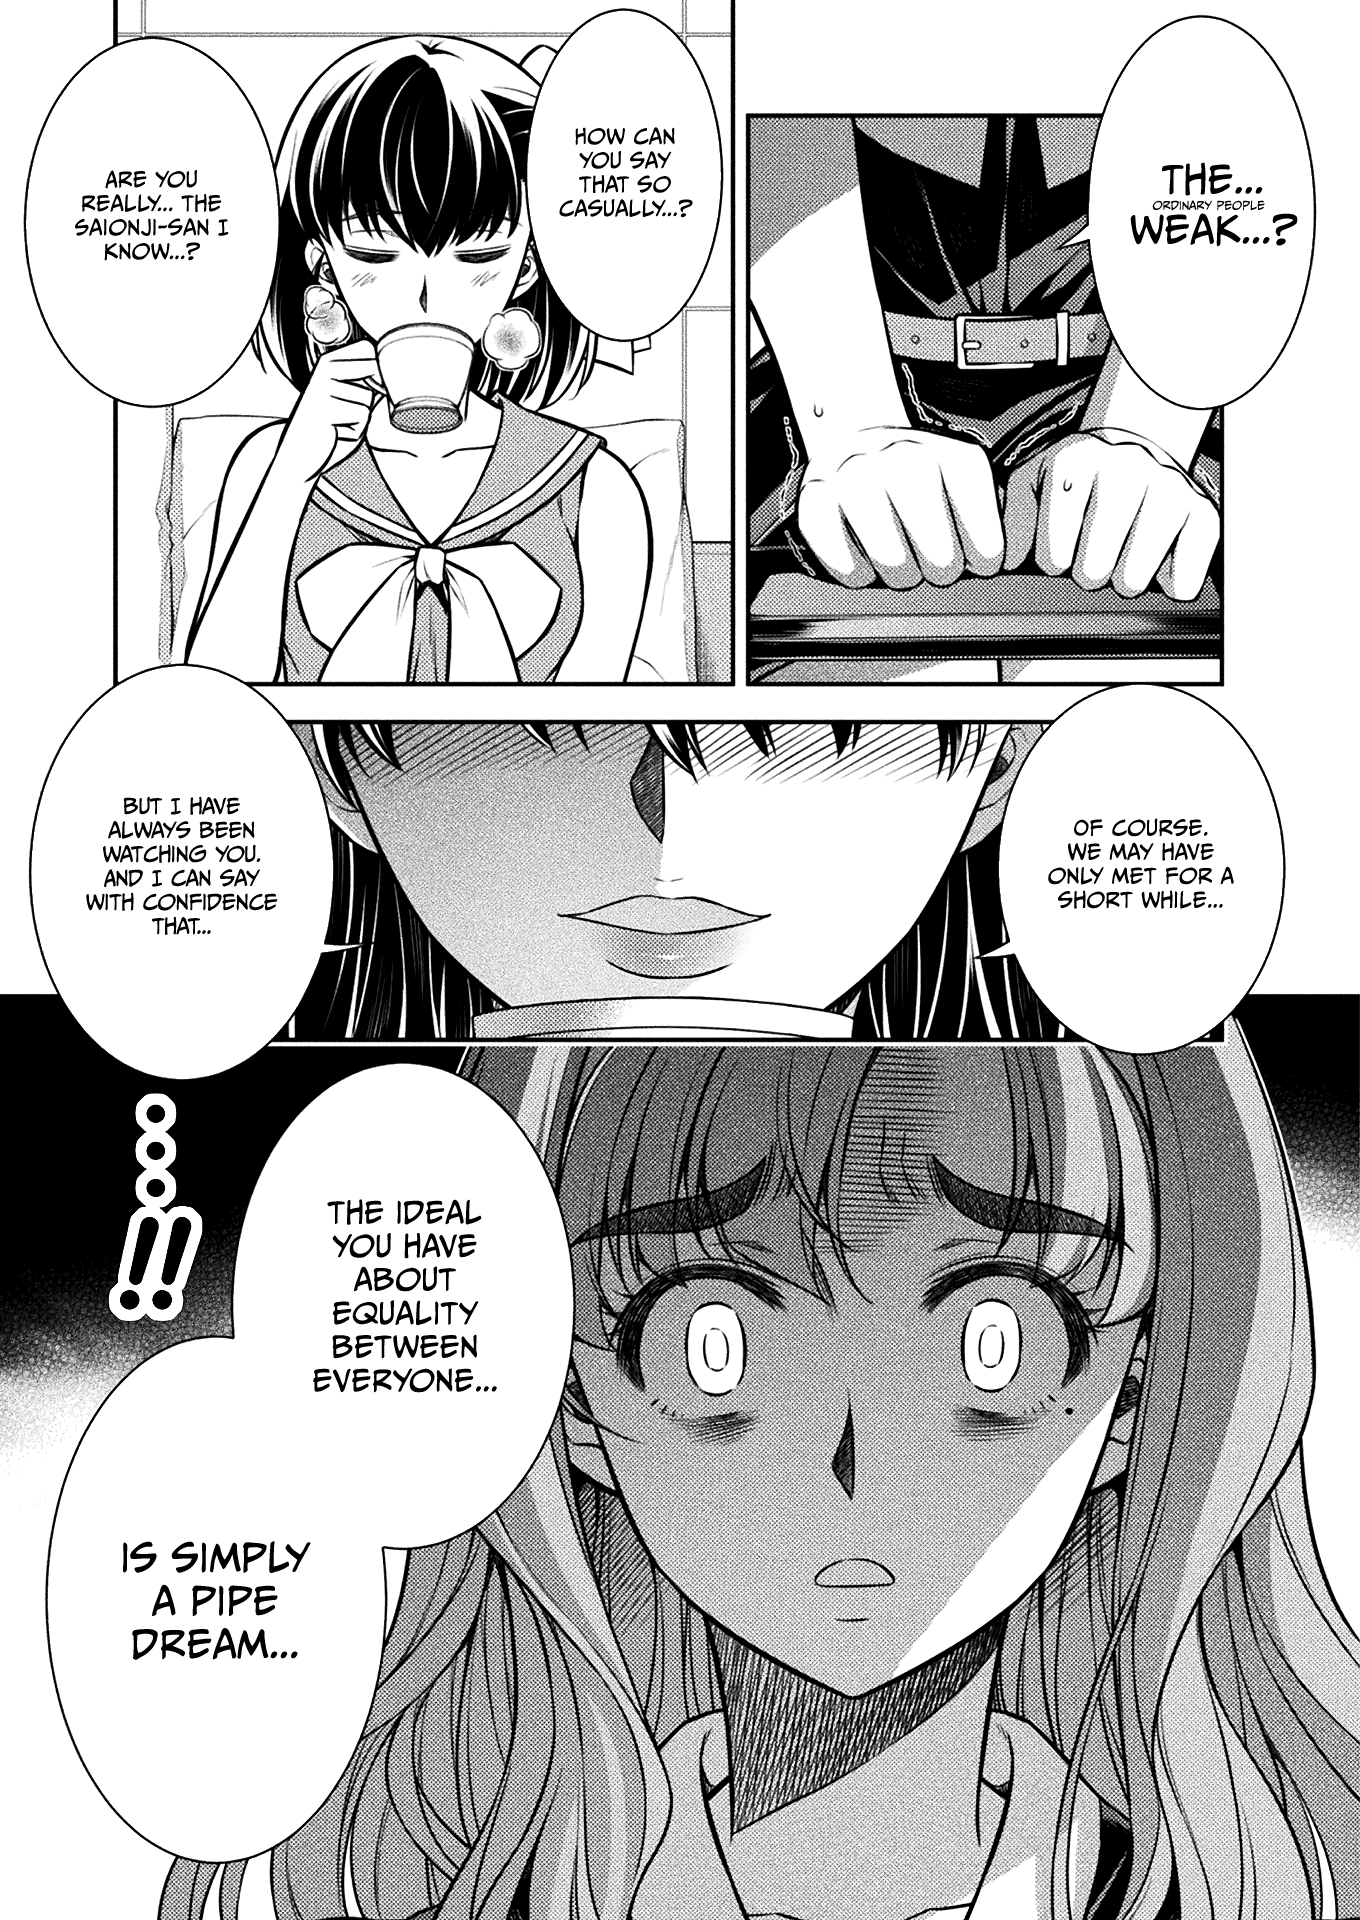 THE...
ORDINARY PEOPLE
WEAK...?
HOW CAN
YOU SAY
THAT SO
CASUALLY...?
ARE YOU
REALLY... THE
SAIONJI-SAN I
KNOW...?
OF COURSE.
WE MAY HAVE
ONLY MET FOR A
SHORT WHILE...
BUT I HAVE
ALWAYS BEEN
WATCHING YOU.
AND I CAN SAY
WITH CONFIDENCE
THAT...
THE IDEAL
YOU HAVE
ABOUT
EQUALITY
BETWEEN
EVERYONE...
IS SIMPLY
A PIPE
DREAM...
...!!